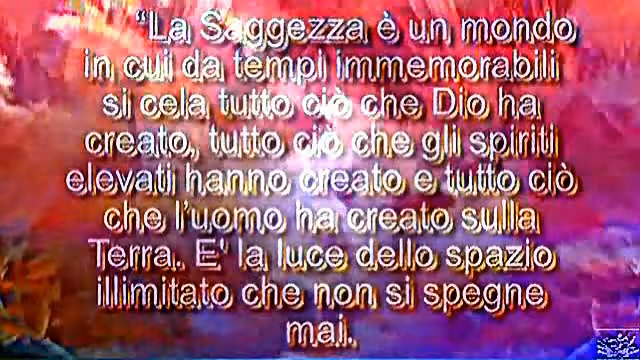 “La Saggezza è un mondo
in cui da tempi immemorabili
si cela tutto ciò che Dio ha
creato, tutto ciò che gli spiriti
elevati hanno creato e tutto ciò
che l'uomo ha creato sulla
Terra. E' la luce dello spazio
illimitato che non si spegne
mai.